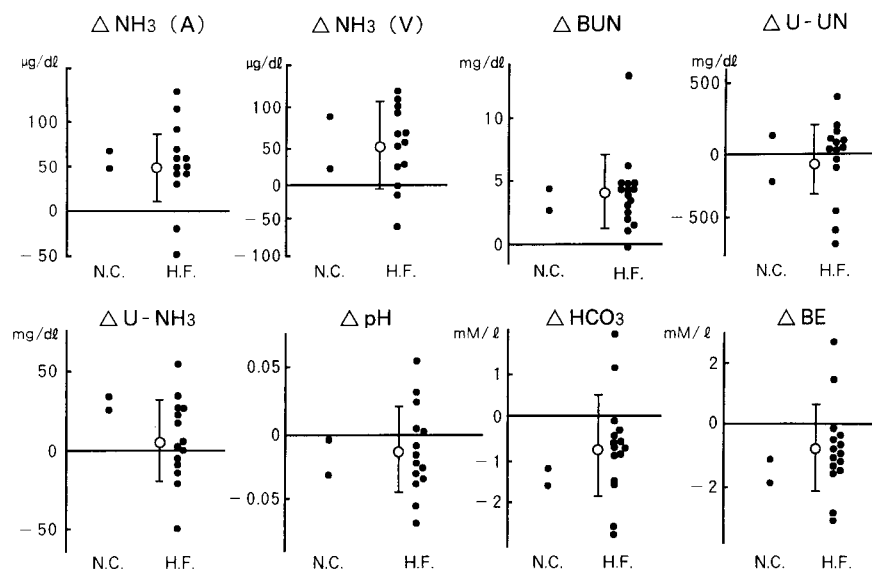 △ NH3 (A)
μg/dℓ
100
50
0
−50
N.C. H.F.
△ NH3 (V)
μg/dℓ
100
50
0
−50
−100
N.C. H.F.
△ BUN
mg/dℓ
10
5
0
N.C. H.F.
△ U-UN
mg/dℓ
500
0
−500
N.C. H.F.
△ U-NH3
mg/dℓ
50
0
−50
N.C. H.F.
△ pH
0.05
0
−0.05
N.C. H.F.
△ HCO3
mM/ℓ
2
1
0
−1
−2
N.C. H.F.
△ BE
mM/ℓ
2
0
−2
N.C. H.F.